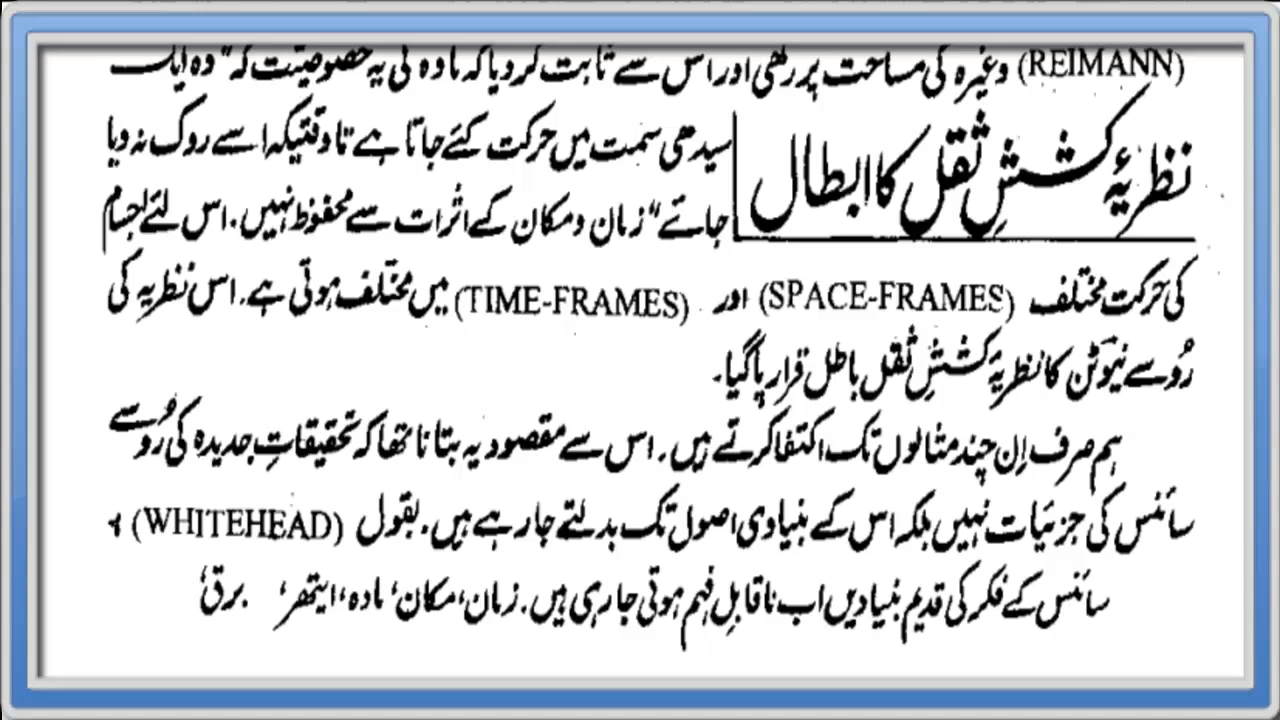 (REIMANN) وغیرہ کی مساحت پر رکھی اور اس سے ثابت کر دیا کہ مادہ کی یہ خصوصیت کہ "وہ ایک
نظریۂ کششِ ثقل کا ابطال
سیدھی سمت میں حرکت کئے جاتا ہے تا وقتیکہ اسے روک نہ دیا
جائے" زمان و مکان کے اثرات سے محفوظ نہیں۔ اس لئے اجسام
کی حرکت مختلف (SPACE-FRAMES) اور (TIME-FRAMES) میں مختلف ہوتی ہے۔ اس نظریہ کی
رُو سے نیوٹن کا نظریۂ کششِ ثقل باطل قرار پا گیا۔
ہم صرف اِن چند مثالوں تک اکتفا کرتے ہیں۔ اس سے مقصود یہ بتانا تھا کہ تحقیقاتِ جدیدہ کی رُو سے
سائنس کی جزئیات نہیں بلکہ اس کے بنیادی اصول تک بدلتے جا رہے ہیں۔ بقول (WHITEHEAD)
سائنس کے فکر کی قدیم بنیادیں اب ناقابلِ فہم ہوتی جا رہی ہیں۔ زمان، مکان، مادہ، ایتھر، برق،